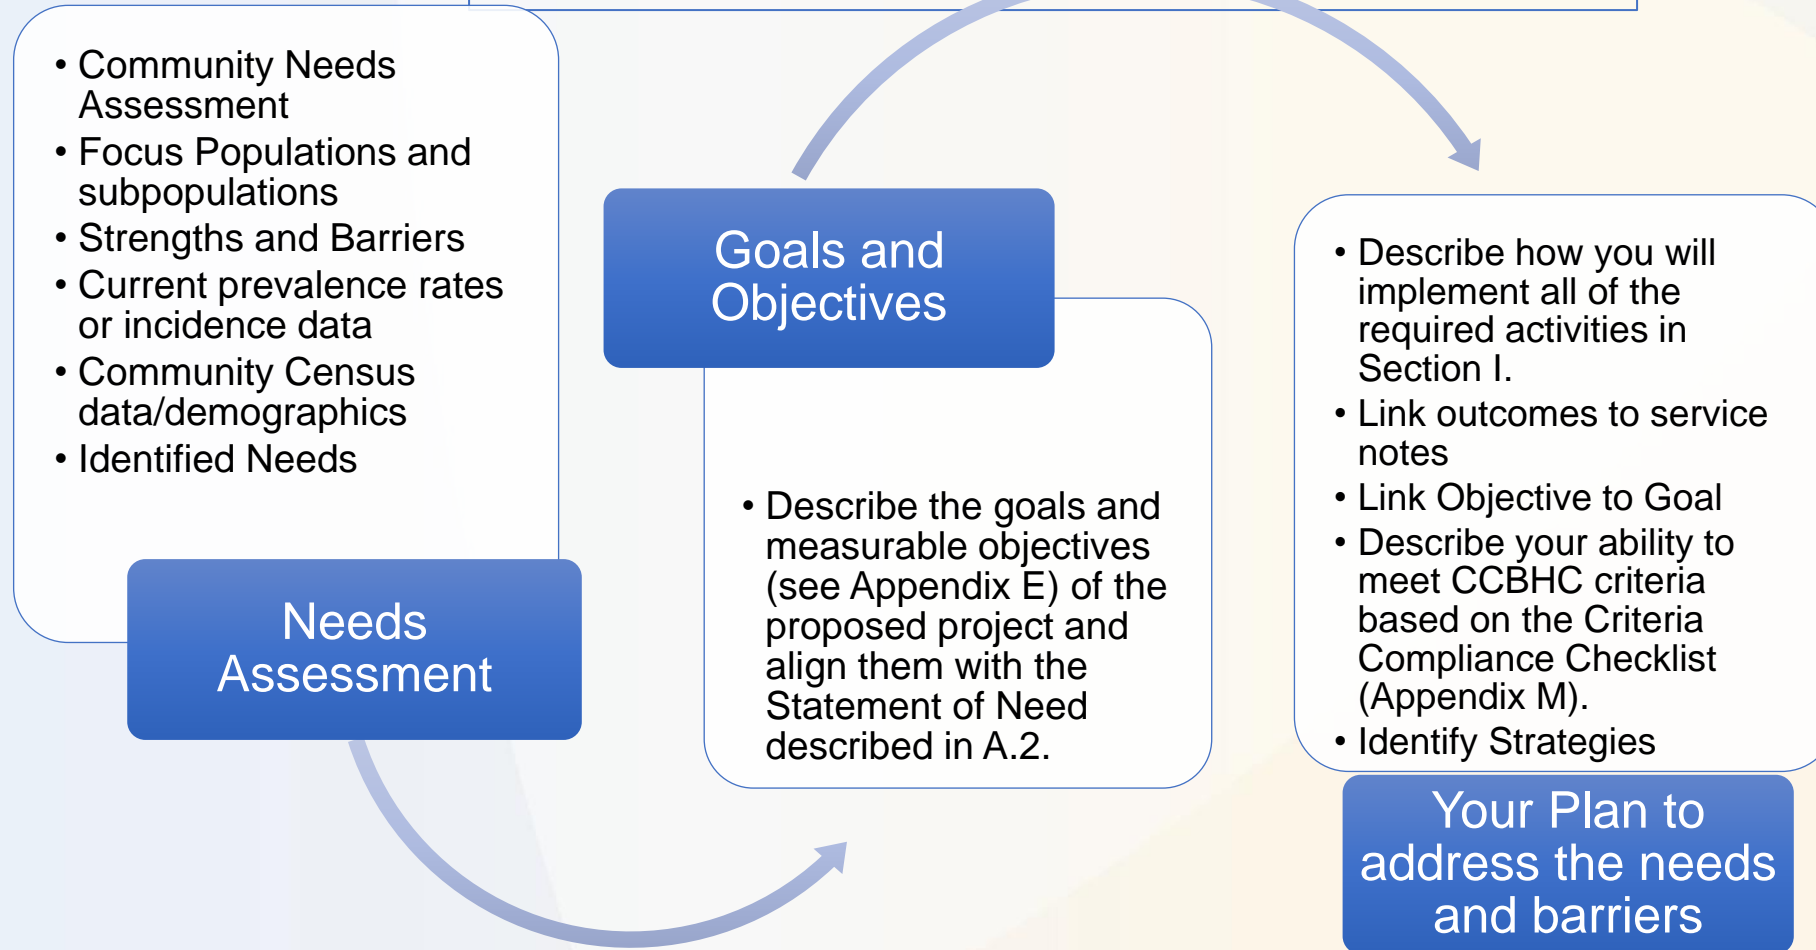 • Community Needs
Assessment
• Focus Populations and
subpopulations
• Strengths and Barriers
• Current prevalence rates
or incidence data
• Community Census
data/demographics
• Identified Needs
Needs
Assessment
Goals and
Objectives
• Describe the goals and
measurable objectives
(see Appendix E) of the
proposed project and
align them with the
Statement of Need
described in A.2.
• Describe how you will
implement all of the
required activities in
Section I.
• Link outcomes to service
notes
• Link Objective to Goal
• Describe your ability to
meet CCBHC criteria
based on the Criteria
Compliance Checklist
(Appendix M).
• Identify Strategies
Your Plan to
address the needs
and barriers